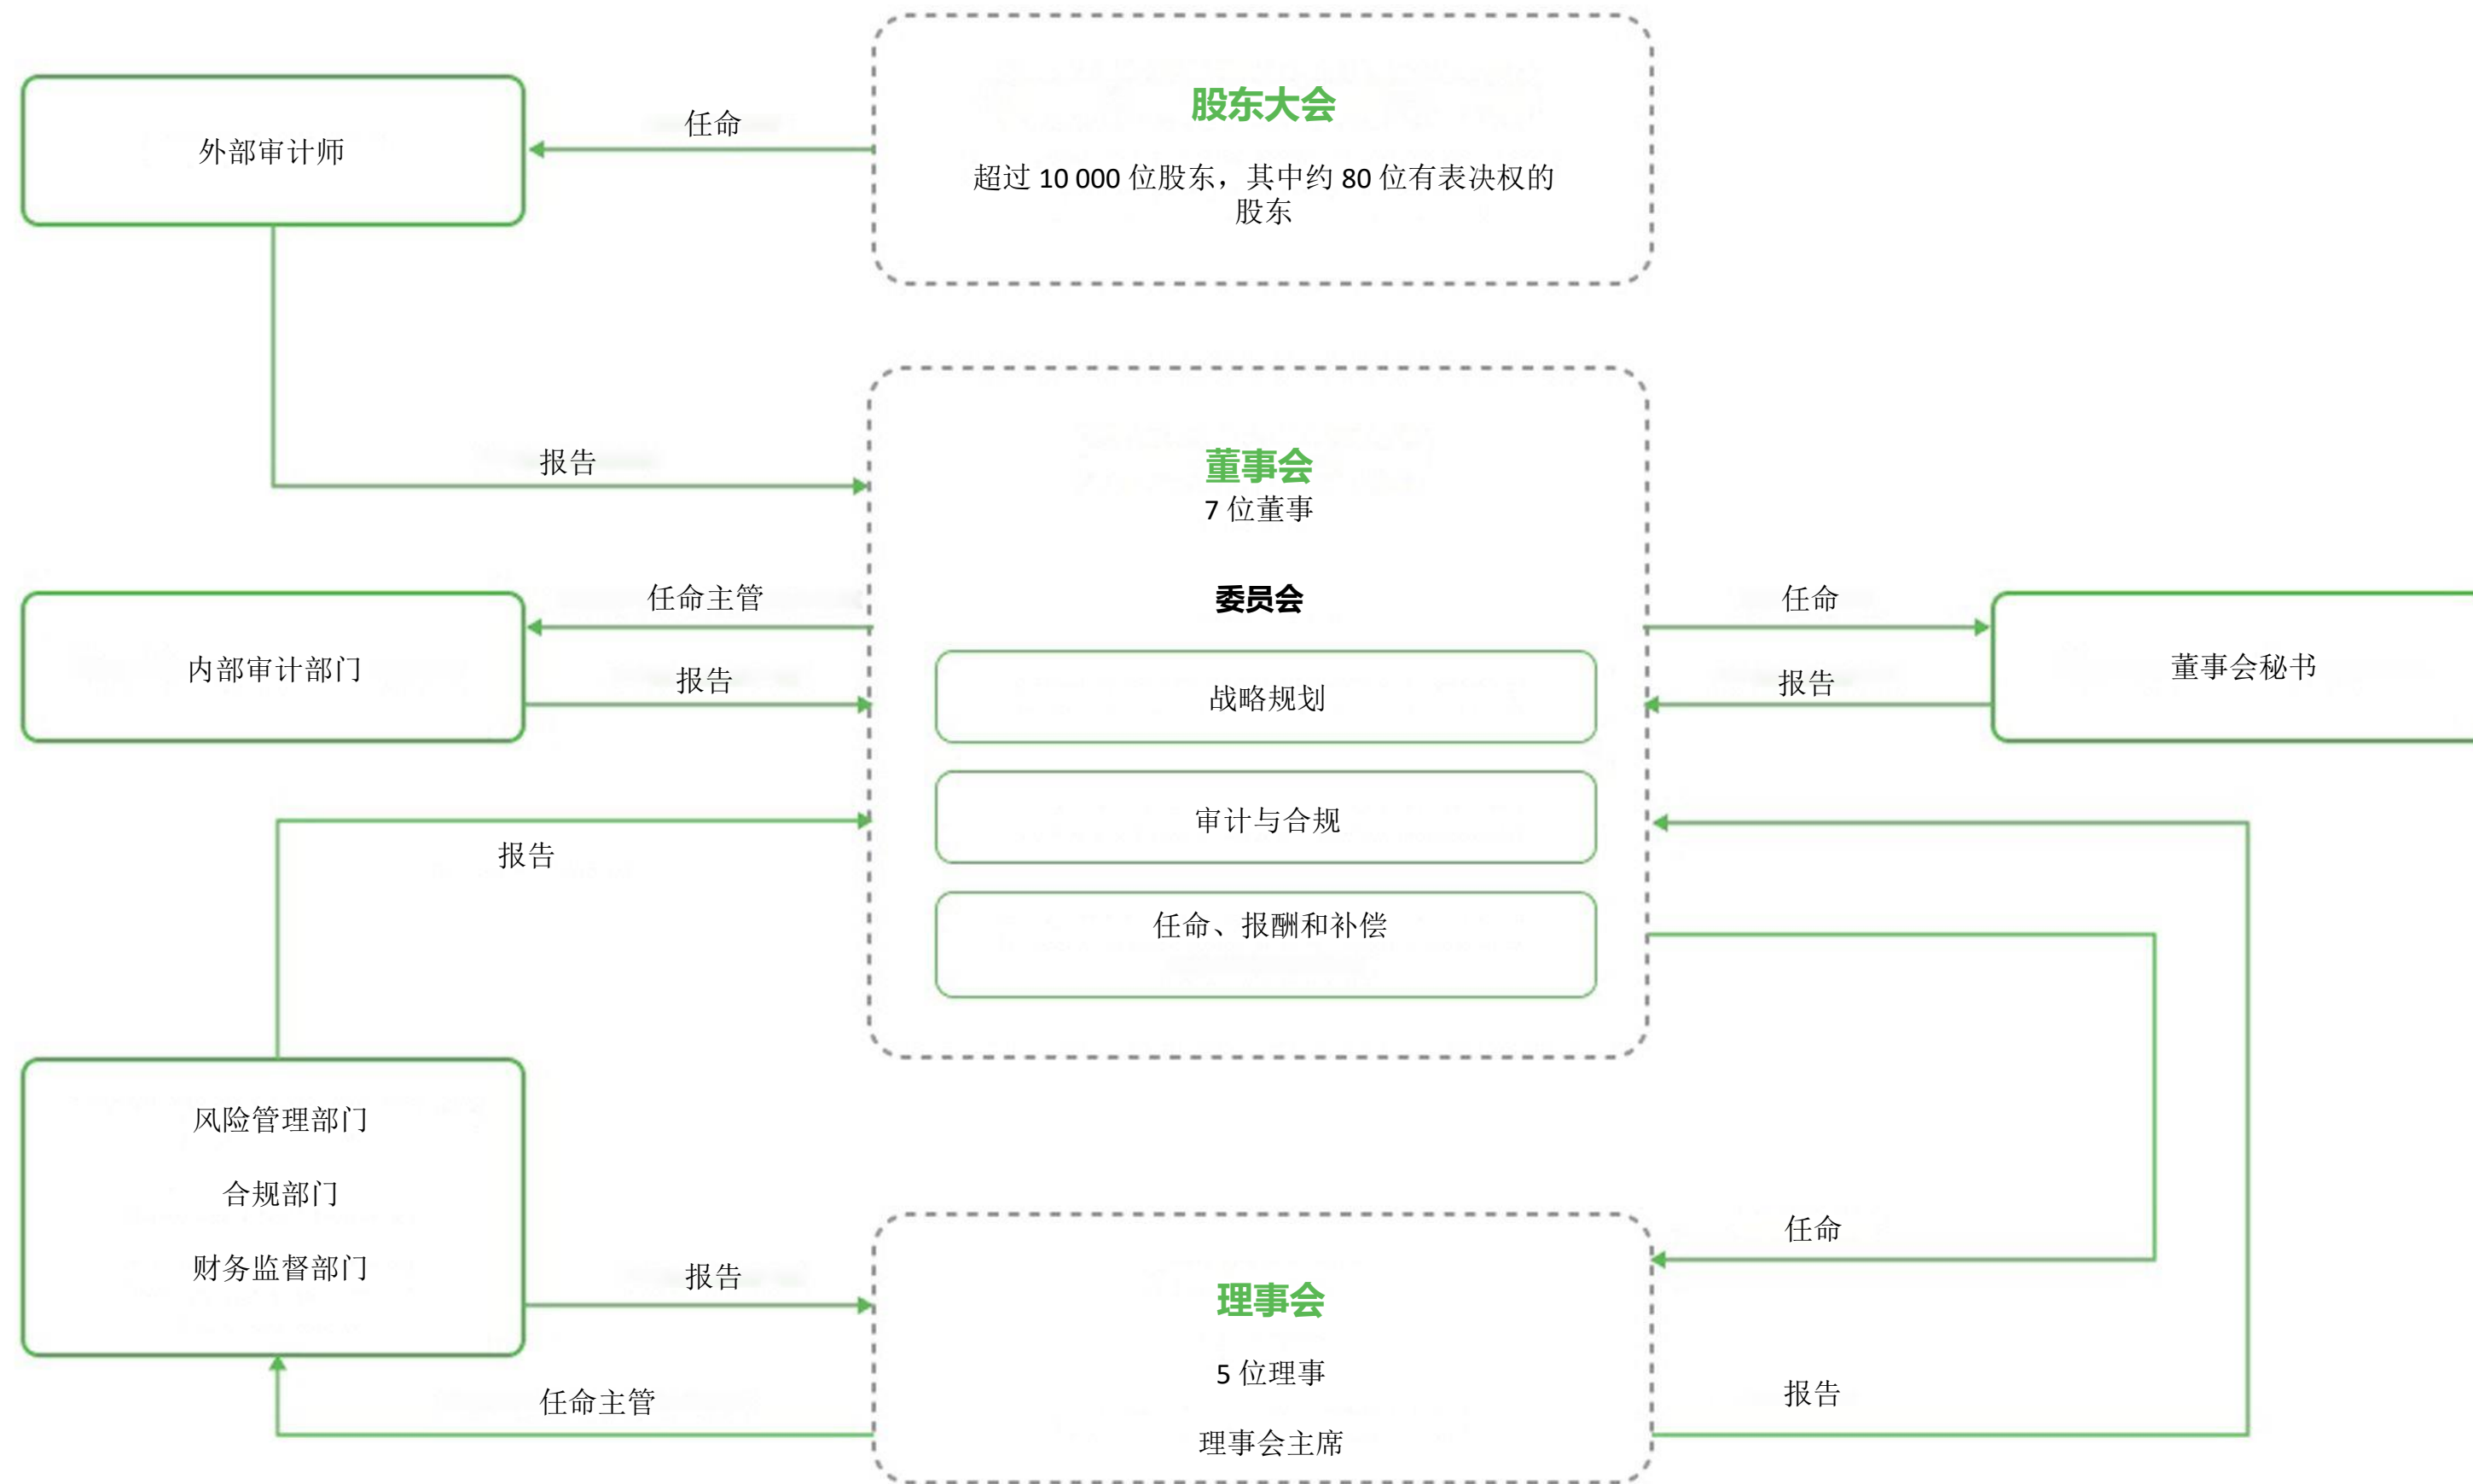 股东大会
超过 10 000 位股东，其中约 80 位有表决权的
股东
任命
外部审计师
报告
董事会
7 位董事
委员会
任命主管
报告
内部审计部门
战略规划
审计与合规
任命、报酬和补偿
任命
报告
董事会秘书
报告
风险管理部门
合规部门
财务监督部门
报告
任命主管
理事会
5 位理事
理事会主席
任命
报告